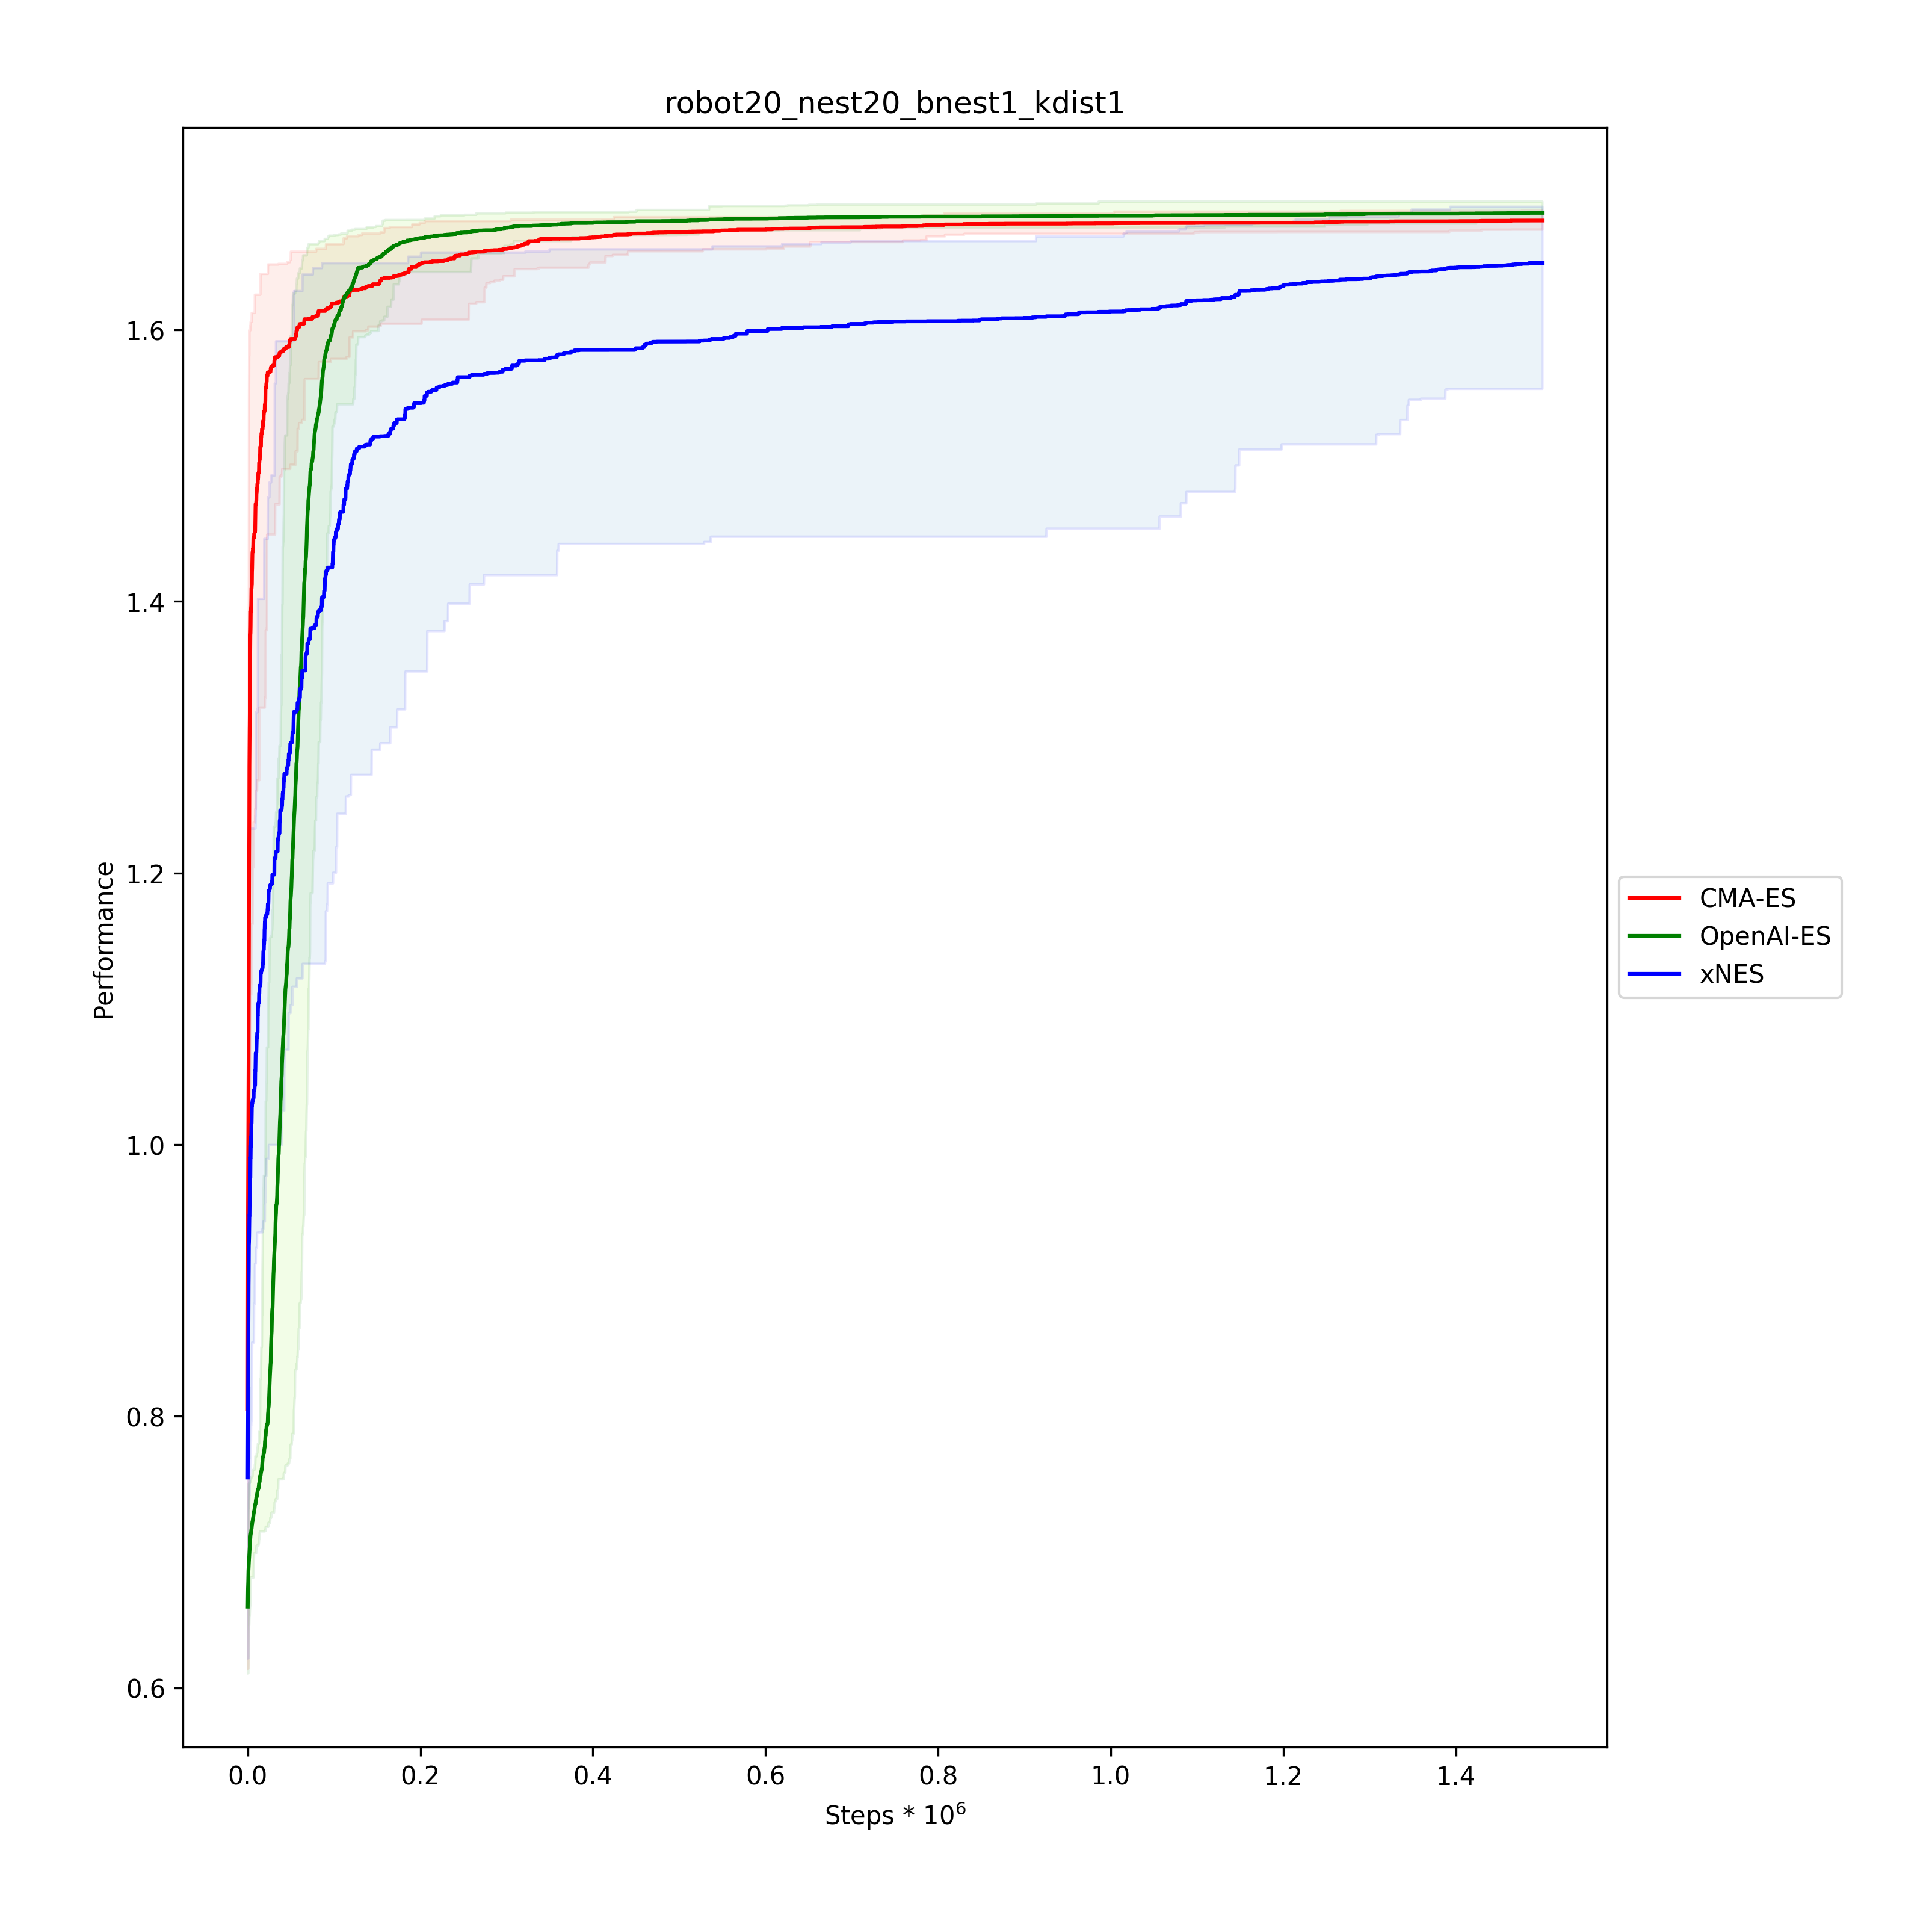 robot20_nest20_bnest1_kdist1
Performance
1.6
1.4
1.2
1.0
0.8
0.6
0.0 0.2 0.4 0.6 0.8 1.0 1.2 1.4
Steps * 10⁶
CMA-ES
OpenAI-ES
xNES